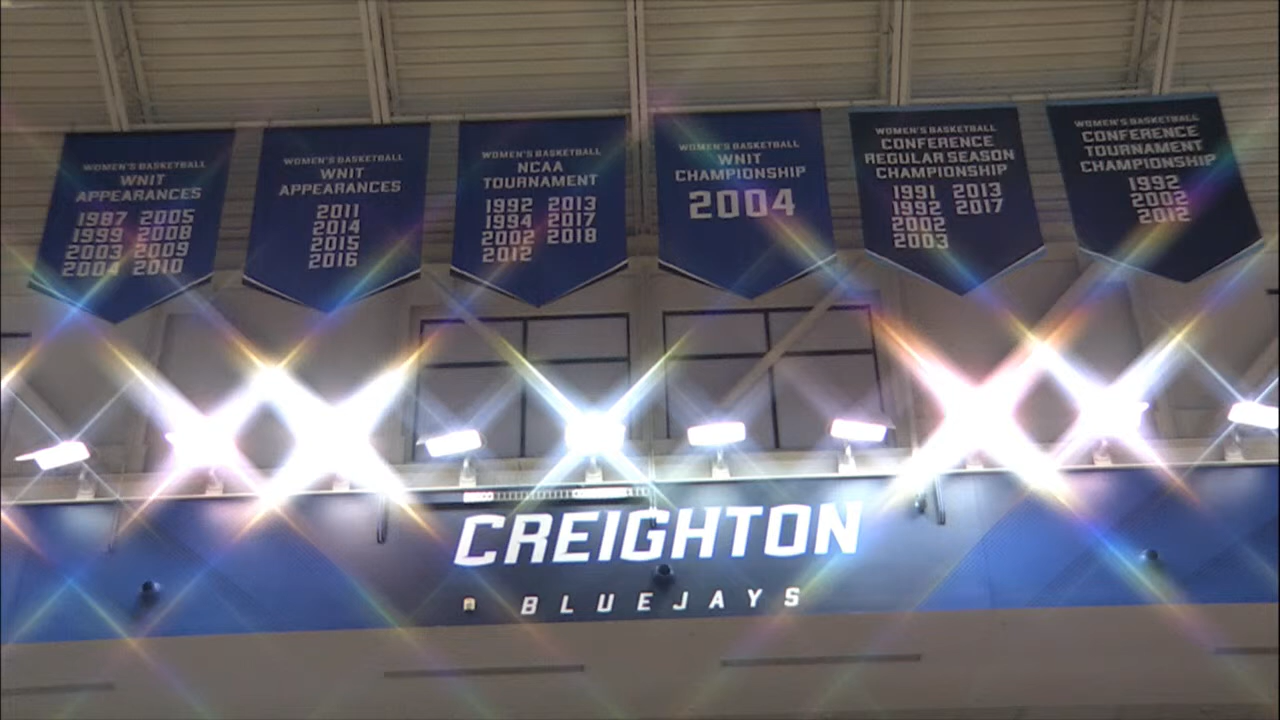 WOMEN'S BASKETBALL
WNIT
APPEARANCES
1987 2005
1999 2008
2003 2009
2004 2010
WOMEN'S BASKETBALL
WNIT
APPEARANCES
2011
2014
2015
2016
WOMEN'S BASKETBALL
NCAA
TOURNAMENT
1992 2013
1994 2017
2002 2018
2012
WOMEN'S BASKETBALL
WNIT
CHAMPIONSHIP
2004
WOMEN'S BASKETBALL
CONFERENCE
REGULAR SEASON
CHAMPIONSHIP
1991 2013
1992 2017
2002
2003
WOMEN'S BASKETBALL
CONFERENCE
TOURNAMENT
CHAMPIONSHIP
1992
2002
2012
CREIGHTON
BLUEJAYS